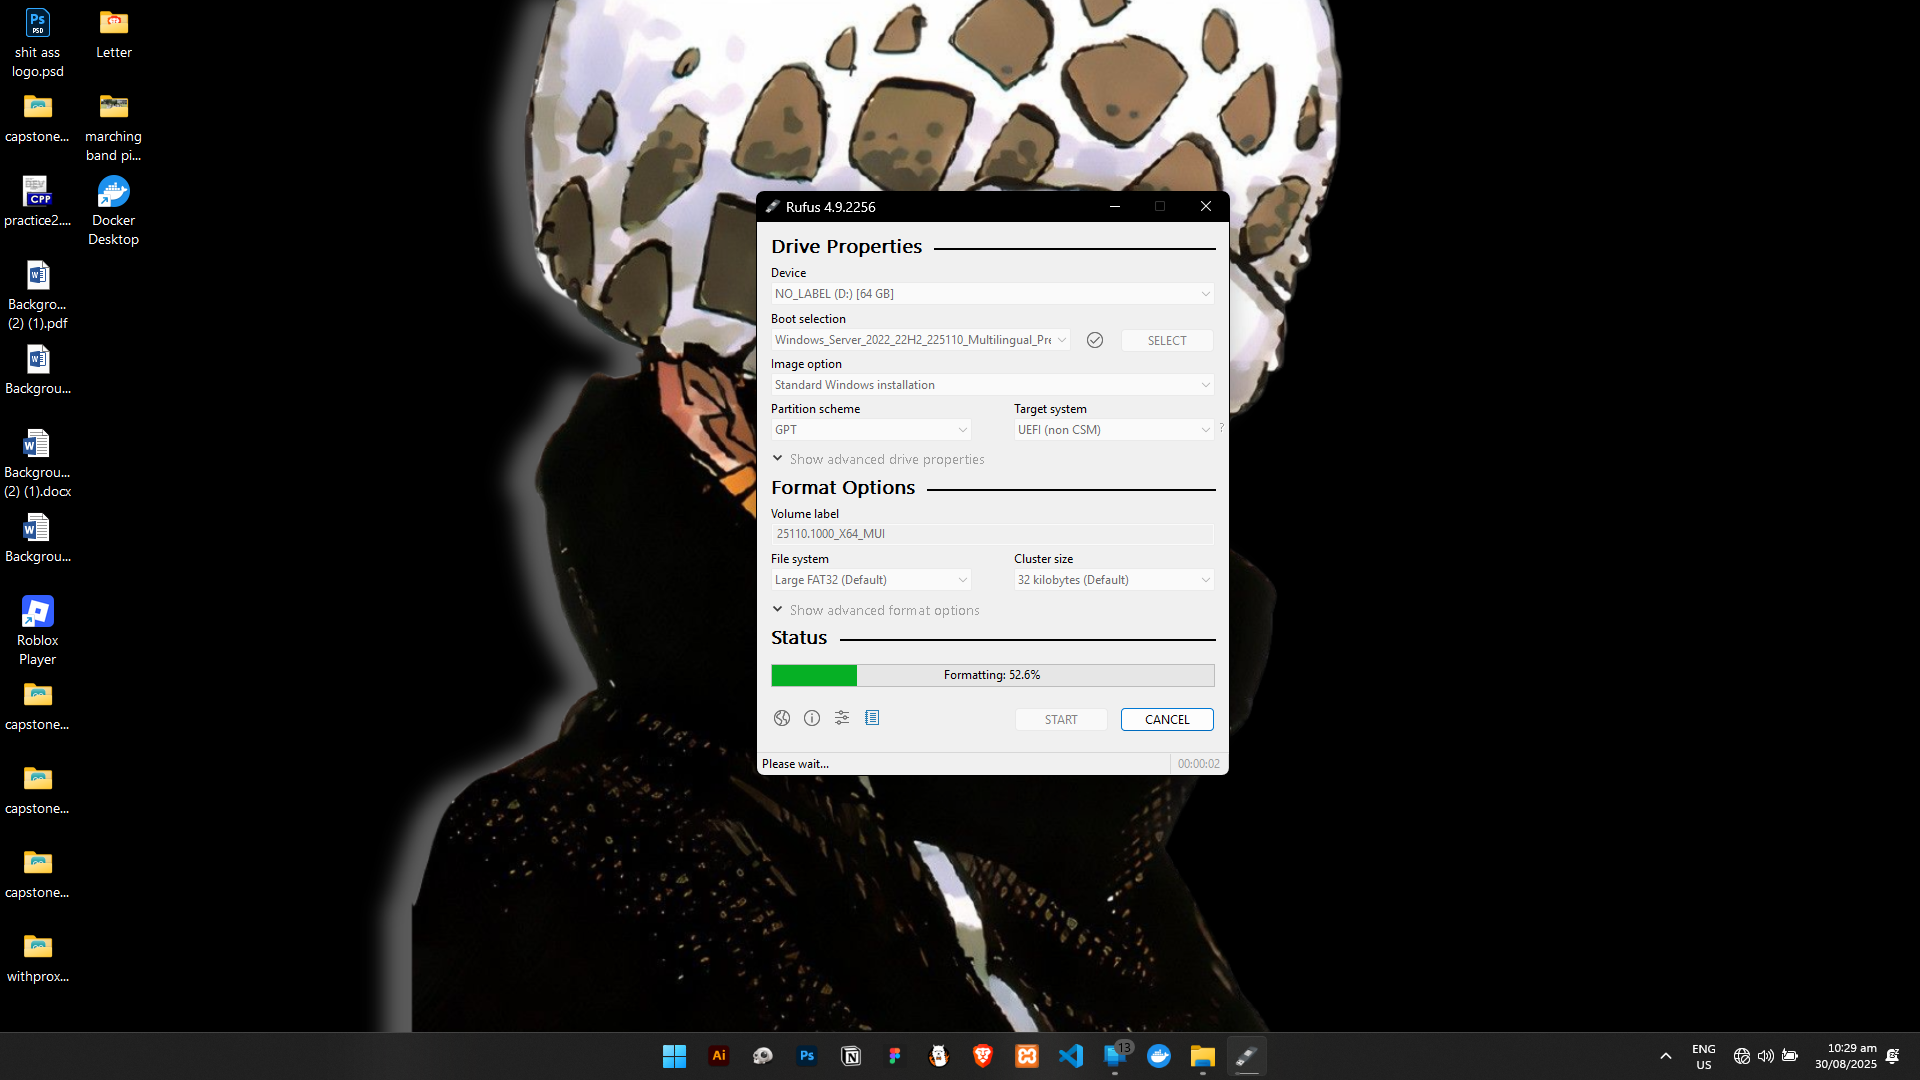 shit ass
logo.psd
Letter
capstone...
marching
band pi...
practice2....
Docker
Desktop
Backgro...
(2) (1).pdf
Backgrou...
Backgrou...
(2) (1).docx
Backgrou...
Roblox
Player
capstone...
capstone...
capstone...
withprox...
Rufus 4.9.2256
Drive Properties
Device
NO_LABEL (D:) [64 GB]
Boot selection
Windows_Server_2022_22H2_225110_Multilingual_Pre
SELECT
Image option
Standard Windows installation
Partition scheme
Target system
GPT
UEFI (non CSM)
?
Show advanced drive properties
Format Options
Volume label
25110.1000_X64_MUI
File system
Cluster size
Large FAT32 (Default)
32 kilobytes (Default)
Show advanced format options
Status
Formatting: 52.6%
START
CANCEL
Please wait...
00:00:02
Ps
PSD
CPP
W
W
W
W
Ai
Ps
N
13
ENG
US
10:29 am
30/08/2025